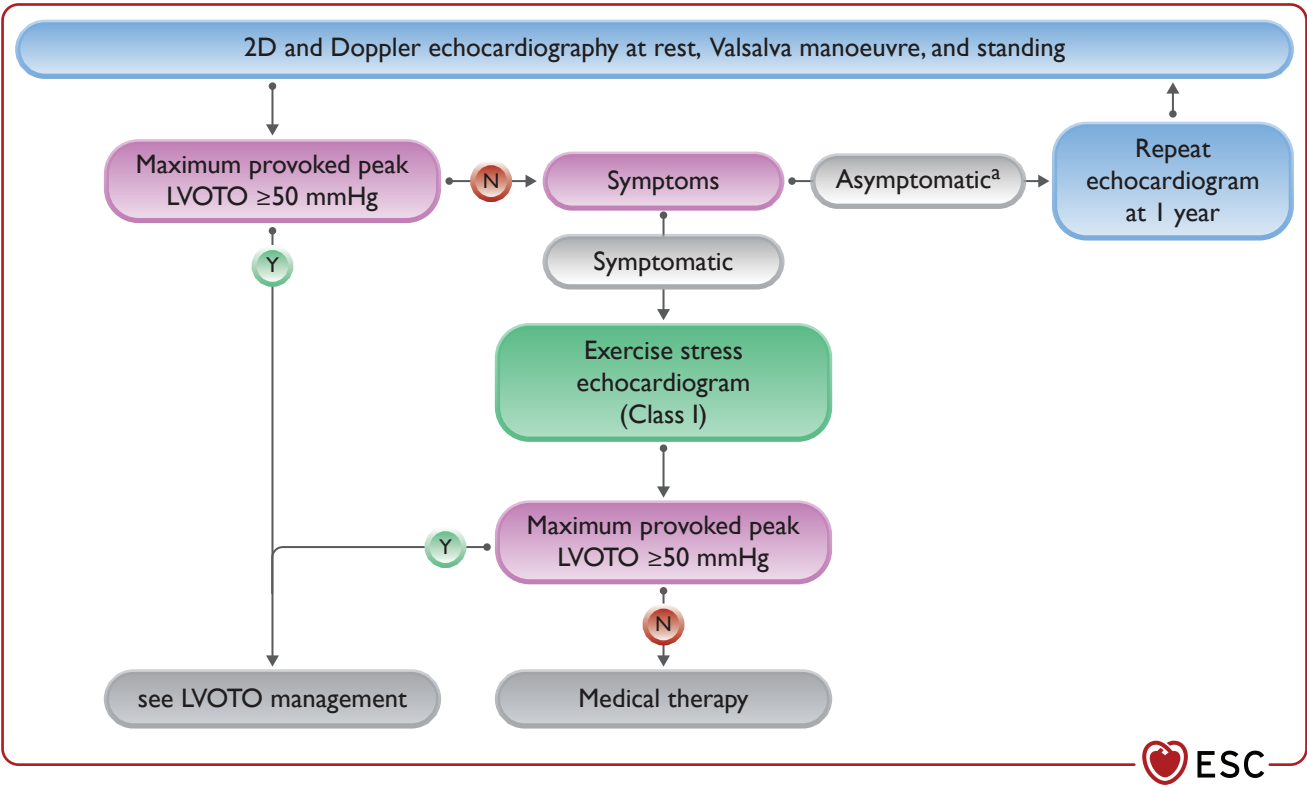 2D and Doppler echocardiography at rest, Valsalva manoeuvre, and standing
Maximum provoked peak
LVOTO ≥50 mmHg
N
Symptoms
Asymptomaticᵃ
Repeat
echocardiogram
at 1 year
Y
Symptomatic
Exercise stress
echocardiogram
(Class I)
Maximum provoked peak
LVOTO ≥50 mmHg
Y
N
see LVOTO management
Medical therapy
ESC